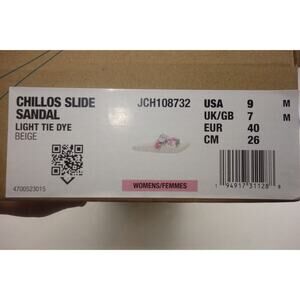 CHILLOS SLIDE
SANDAL
LIGHT TIE DYE
BEIGE
4700523015
JCH108732
WOMENS/FEMMES
USA 9 M
UK/GB 7 M
EUR 40
CM 26
1 94917 31128 8